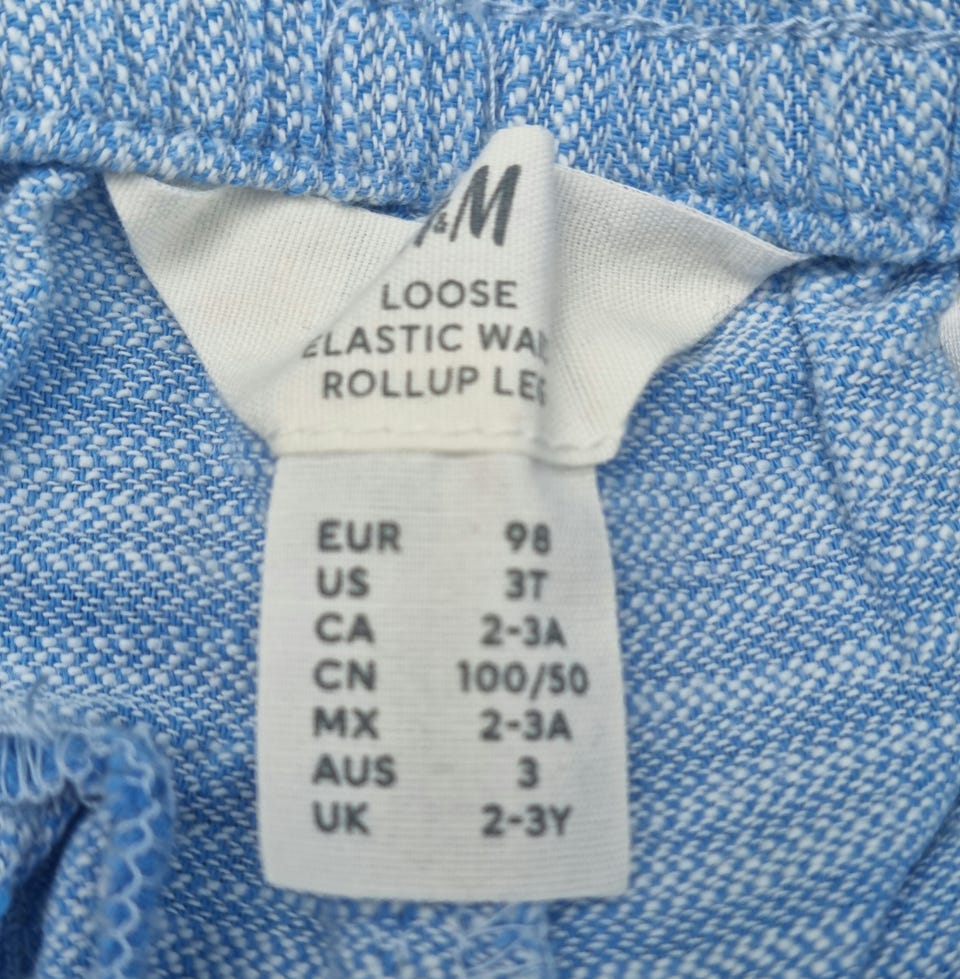 &M
LOOSE
ELASTIC WAI
ROLLUP LEG
EUR 98
US 3T
CA 2-3A
CN 100/50
MX 2-3A
AUS 3
UK 2-3Y